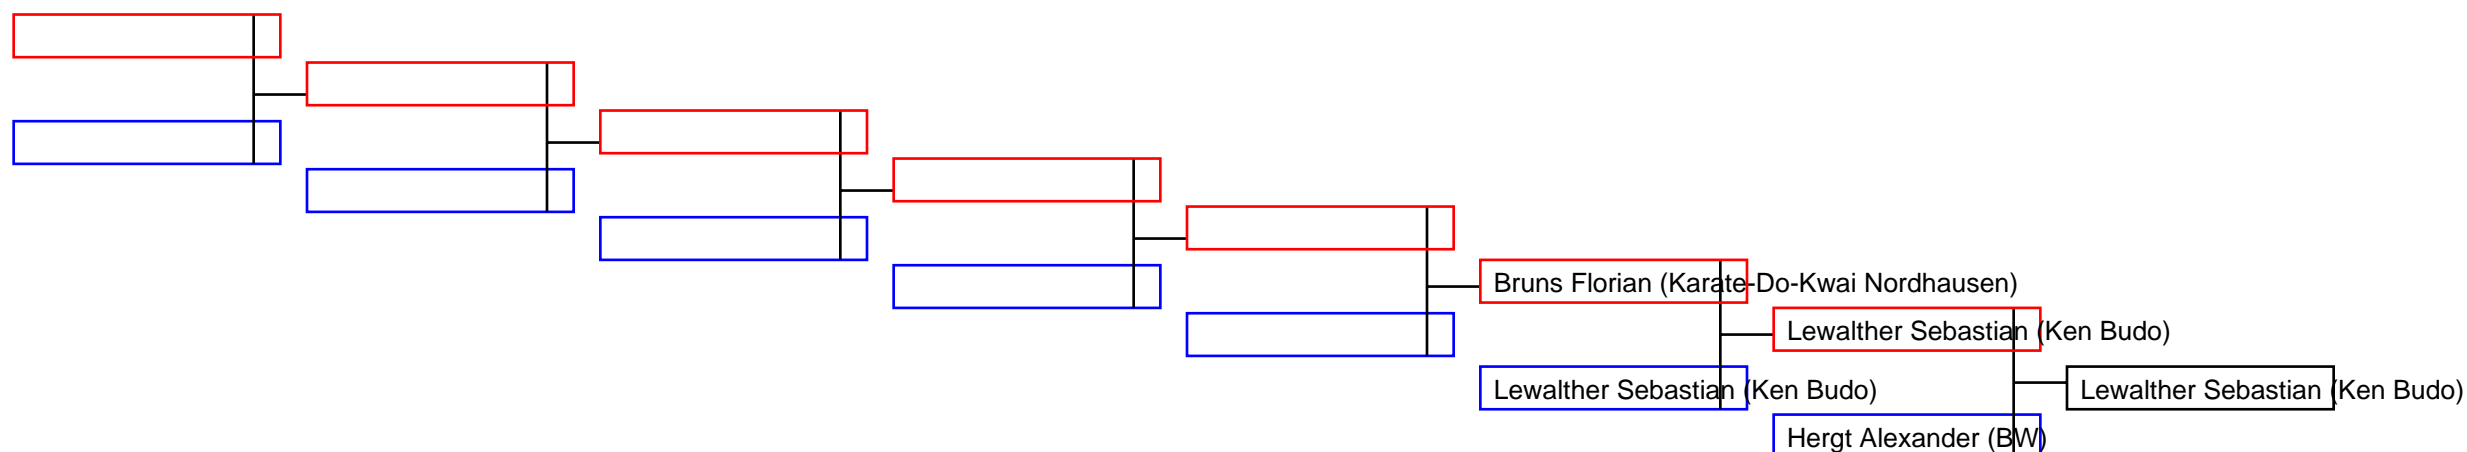 Bruns Florian (Karate-Do-Kwai Nordhausen)
Lewalther Sebastian (Ken Budo)
Lewalther Sebastian (Ken Budo)
Lewalther Sebastian (Ken Budo)
Hergt Alexander (BW)